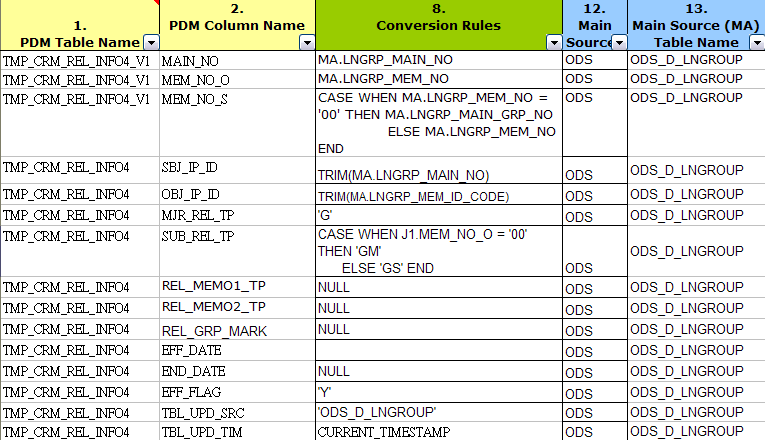 1. 2. 8. 12. 13.
PDM Table Name PDM Column Name Conversion Rules Main Source Main Source (MA) Table Name
TMP_CRM_REL_INFO4_V1 MAIN_NO MA.LNGRP_MAIN_NO ODS ODS_D_LNGROUP
TMP_CRM_REL_INFO4_V1 MEM_NO_O MA.LNGRP_MEM_NO ODS ODS_D_LNGROUP
TMP_CRM_REL_INFO4_V1 MEM_NO_S CASE WHEN MA.LNGRP_MEM_NO = ODS ODS_D_LNGROUP
'00' THEN MA.LNGRP_MAIN_GRP_NO
ELSE MA.LNGRP_MEM_NO
END
TMP_CRM_REL_INFO4 SBJ_IP_ID TRIM(MA.LNGRP_MAIN_NO) ODS ODS_D_LNGROUP
TMP_CRM_REL_INFO4 OBJ_IP_ID TRIM(MA.LNGRP_MEM_ID_CODE) ODS ODS_D_LNGROUP
TMP_CRM_REL_INFO4 MJR_REL_TP 'G' ODS ODS_D_LNGROUP
TMP_CRM_REL_INFO4 SUB_REL_TP CASE WHEN J1.MEM_NO_O = '00'
THEN 'GM' ODS_D_LNGROUP
ELSE 'GS' END ODS
TMP_CRM_REL_INFO4 REL_MEMO1_TP NULL ODS ODS_D_LNGROUP
TMP_CRM_REL_INFO4 REL_MEMO2_TP NULL ODS ODS_D_LNGROUP
TMP_CRM_REL_INFO4 REL_GRP_MARK NULL ODS ODS_D_LNGROUP
TMP_CRM_REL_INFO4 EFF_DATE ODS ODS_D_LNGROUP
TMP_CRM_REL_INFO4 END_DATE NULL ODS ODS_D_LNGROUP
TMP_CRM_REL_INFO4 EFF_FLAG 'Y' ODS ODS_D_LNGROUP
TMP_CRM_REL_INFO4 TBL_UPD_SRC 'ODS_D_LNGROUP' ODS ODS_D_LNGROUP
TMP_CRM_REL_INFO4 TBL_UPD_TIM CURRENT_TIMESTAMP ODS ODS_D_LNGROUP